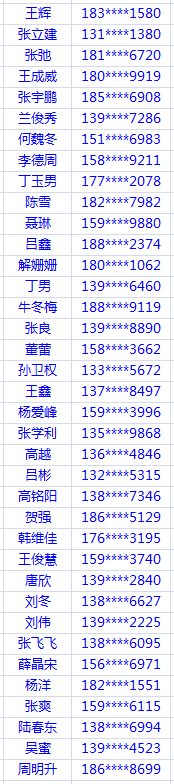 王辉 183****1580
张立建 131****1380
张弛 181****6720
王成威 180****9919
张宇鹏 185****6908
兰俊秀 139****7286
何魏冬 151****6983
李德周 158****9211
丁玉男 177****2078
陈雪 182****7982
聂琳 159****9880
吕鑫 188****2374
解姗姗 180****1062
丁男 139****6460
牛冬梅 188****9119
张良 139****8890
董蕾 158****3662
孙卫权 133****5672
王鑫 137****8497
杨爱峰 159****3996
张学利 135****9868
高越 136****4846
吕彬 132****5315
高铭阳 138****7346
贺强 186****5129
韩维佳 176****3195
王俊慧 159****3740
唐欣 139****2840
刘冬 138****6627
刘伟 139****2225
张飞飞 138****6095
薛晶宋 156****6971
杨洋 182****1551
张爽 159****6115
陆春东 138****6994
吴蜜 139****4523
周明升 186****8699